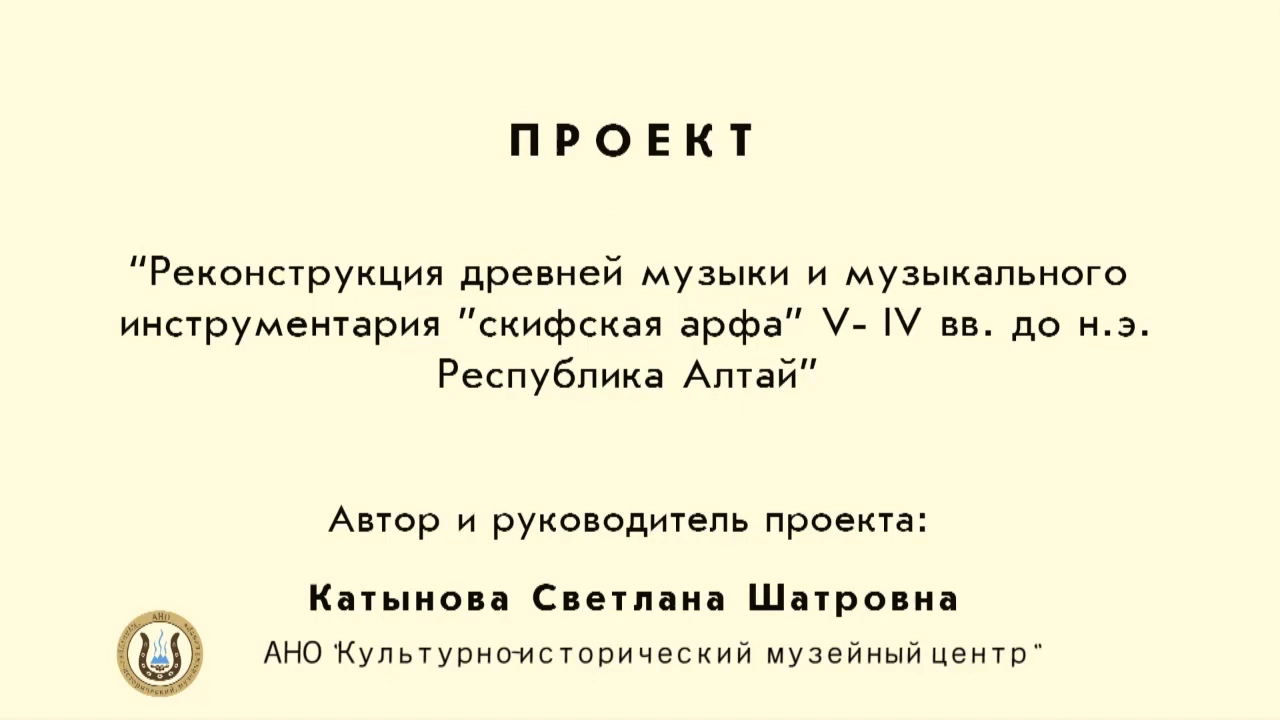 ПРОЕКТ
"Реконструкция древней музыки и музыкального
инструментария "скифская арфа" V- IV вв. до н.э.
Республика Алтай"
Автор и руководитель проекта:
Катынова Светлана Шатровна
АНО "Культурно-исторический музейный центр"
АНО